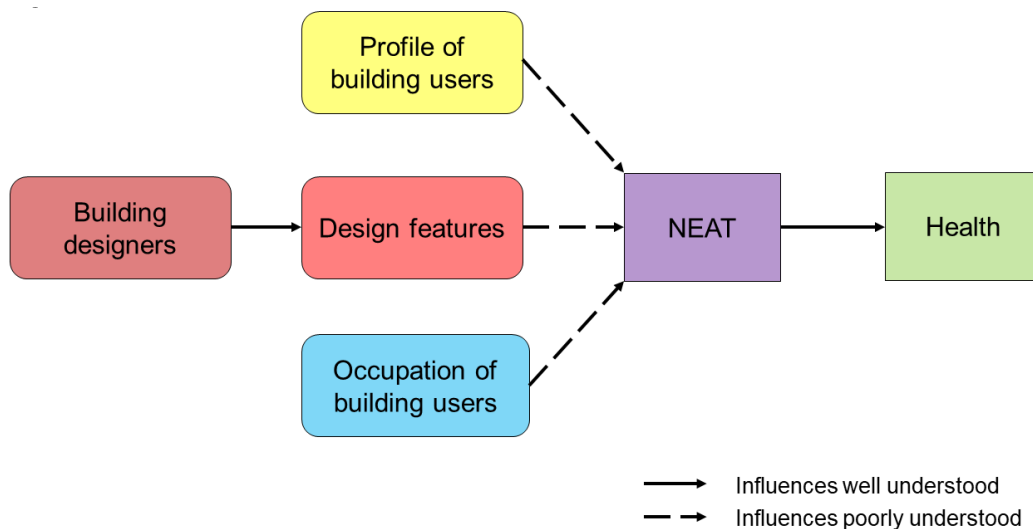 Profile of
building users
Building
designers
Design features
NEAT
Health
Occupation of
building users
Influences well understood
Influences poorly understood